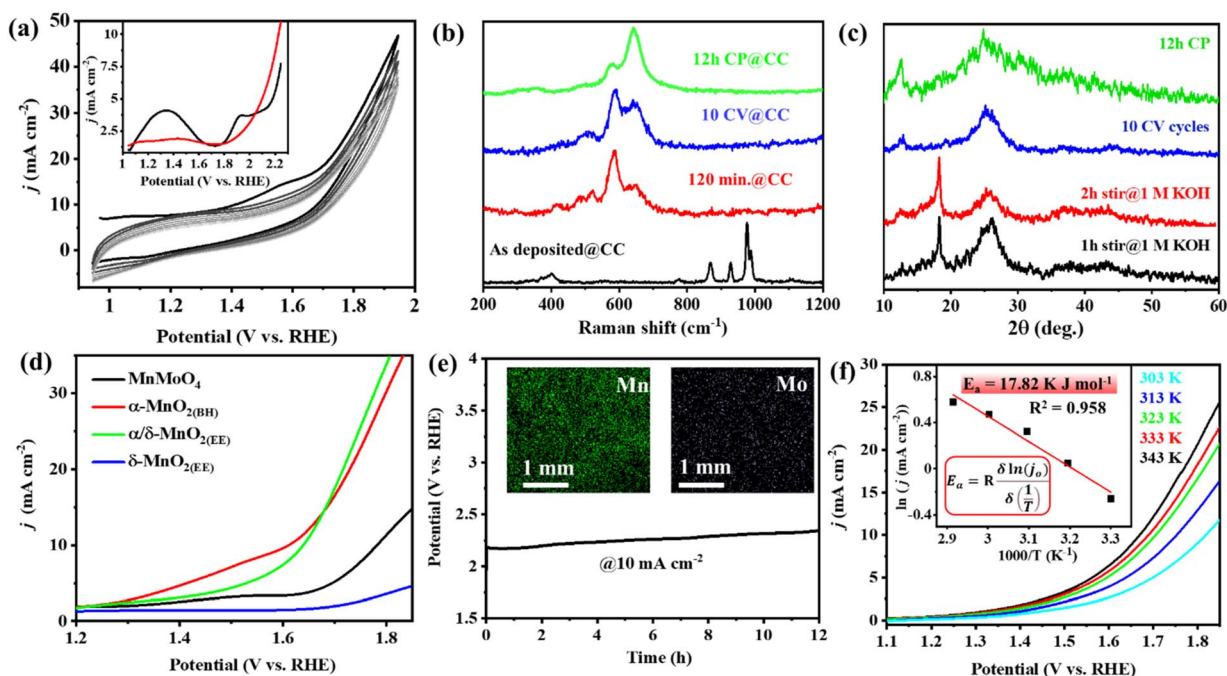 (a)
50
40
30
20
10
0
j (mA cm-2)
1 1.2 1.4 1.6 1.8 2
Potential (V vs. RHE)
10.0
7.5
5.0
2.5
j (mA cm-2)
1 1.2 1.4 1.6 1.8 2 2.2
Potential (V vs. RHE)
(b)
12h CP@CC
10 CV@CC
120 min.@CC
As deposited@CC
200 400 600 800 1000 1200
Raman shift (cm-1)
(c)
12h CP
10 CV cycles
2h stir@1 M KOH
1h stir@1 M KOH
10 20 30 40 50 60
2θ (deg.)
(d)
30
20
10
0
j (mA cm-2)
MnMoO4
α-MnO2(BH)
α/δ-MnO2(EE)
δ-MnO2(EE)
1.2 1.4 1.6 1.8
Potential (V vs. RHE)
(e)
4
3.5
3
2.5
2
1.5
Potential (V vs. RHE)
Mn
1 mm
Mo
1 mm
@10 mA cm-2
0 2 4 6 8 10 12
Time (h)
(f)
30
25
20
15
10
5
0
j (mA cm-2)
Ea = 17.82 K J mol-1
R2 = 0.958
0.8
0.4
0
-0.4
ln (j (mA cm-2))
Ea = R δ ln(jo) / δ (1/T)
2.9 3.0 3.1 3.2 3.3
1000/T (K-1)
303 K
313 K
323 K
333 K
343 K
1.1 1.2 1.3 1.4 1.5 1.6 1.7 1.8
Potential (V vs. RHE)